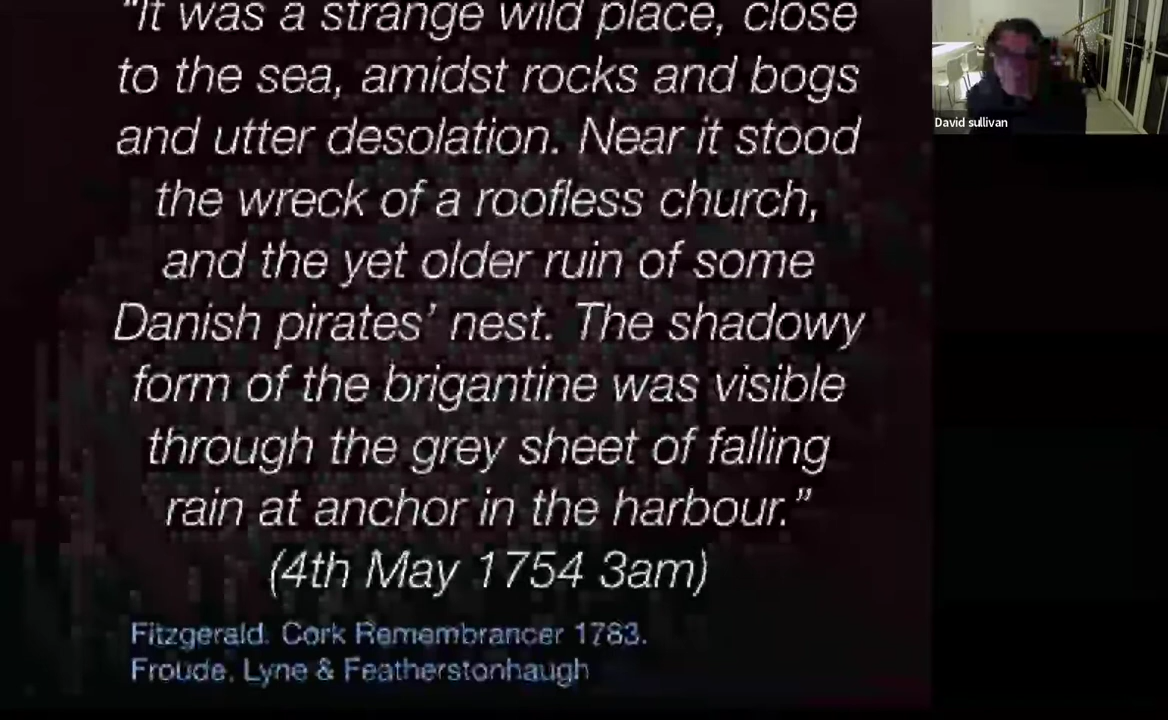 “It was a strange wild place, close
to the sea, amidst rocks and bogs
and utter desolation. Near it stood
the wreck of a roofless church,
and the yet older ruin of some
Danish pirates’ nest. The shadowy
form of the brigantine was visible
through the grey sheet of falling
rain at anchor in the harbour.”
(4th May 1754 3am)
Fitzgerald. Cork Remembrancer 1783.
Froude, Lyne & Featherstonhaugh
David sullivan